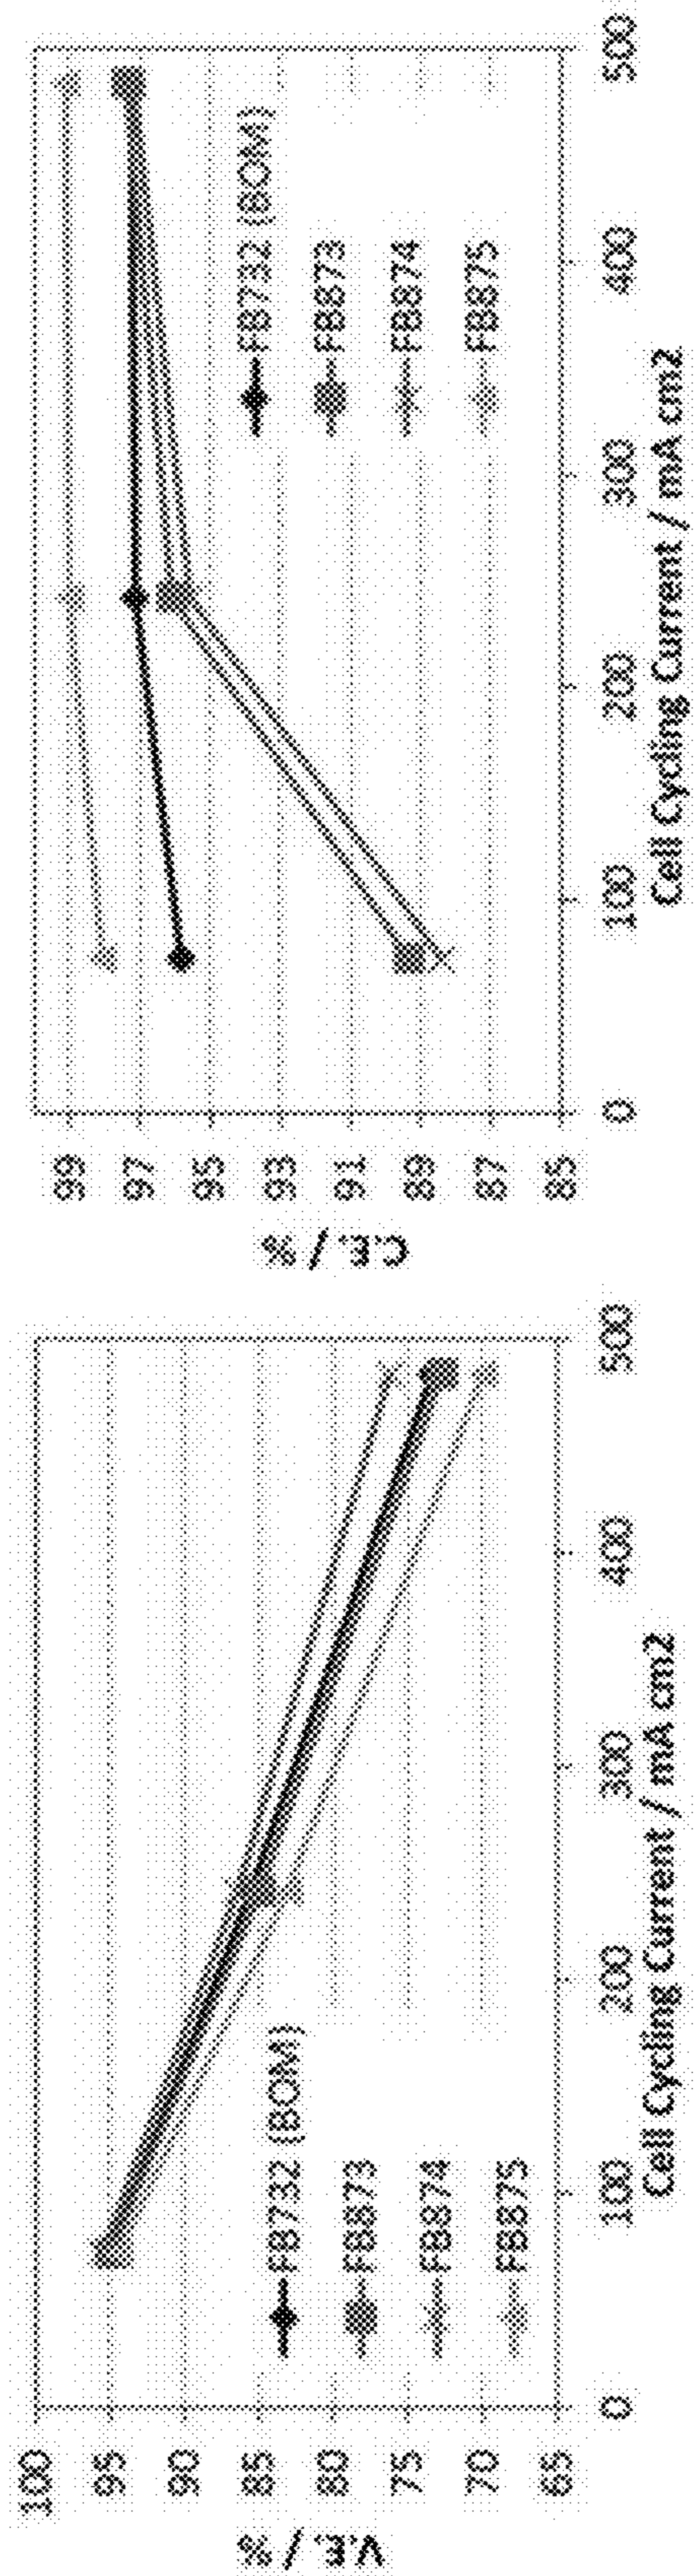 V.E. / %
100
95
90
85
80
75
70
65
FB732 (BOM)
FB873
FB874
FB875
0
100
200
300
400
500
Cell Cycling Current / mA cm2
C.E. / %
99
97
95
93
91
89
87
85
FB732 (BOM)
FB873
FB874
FB875
0
100
200
300
400
500
Cell Cycling Current / mA cm2